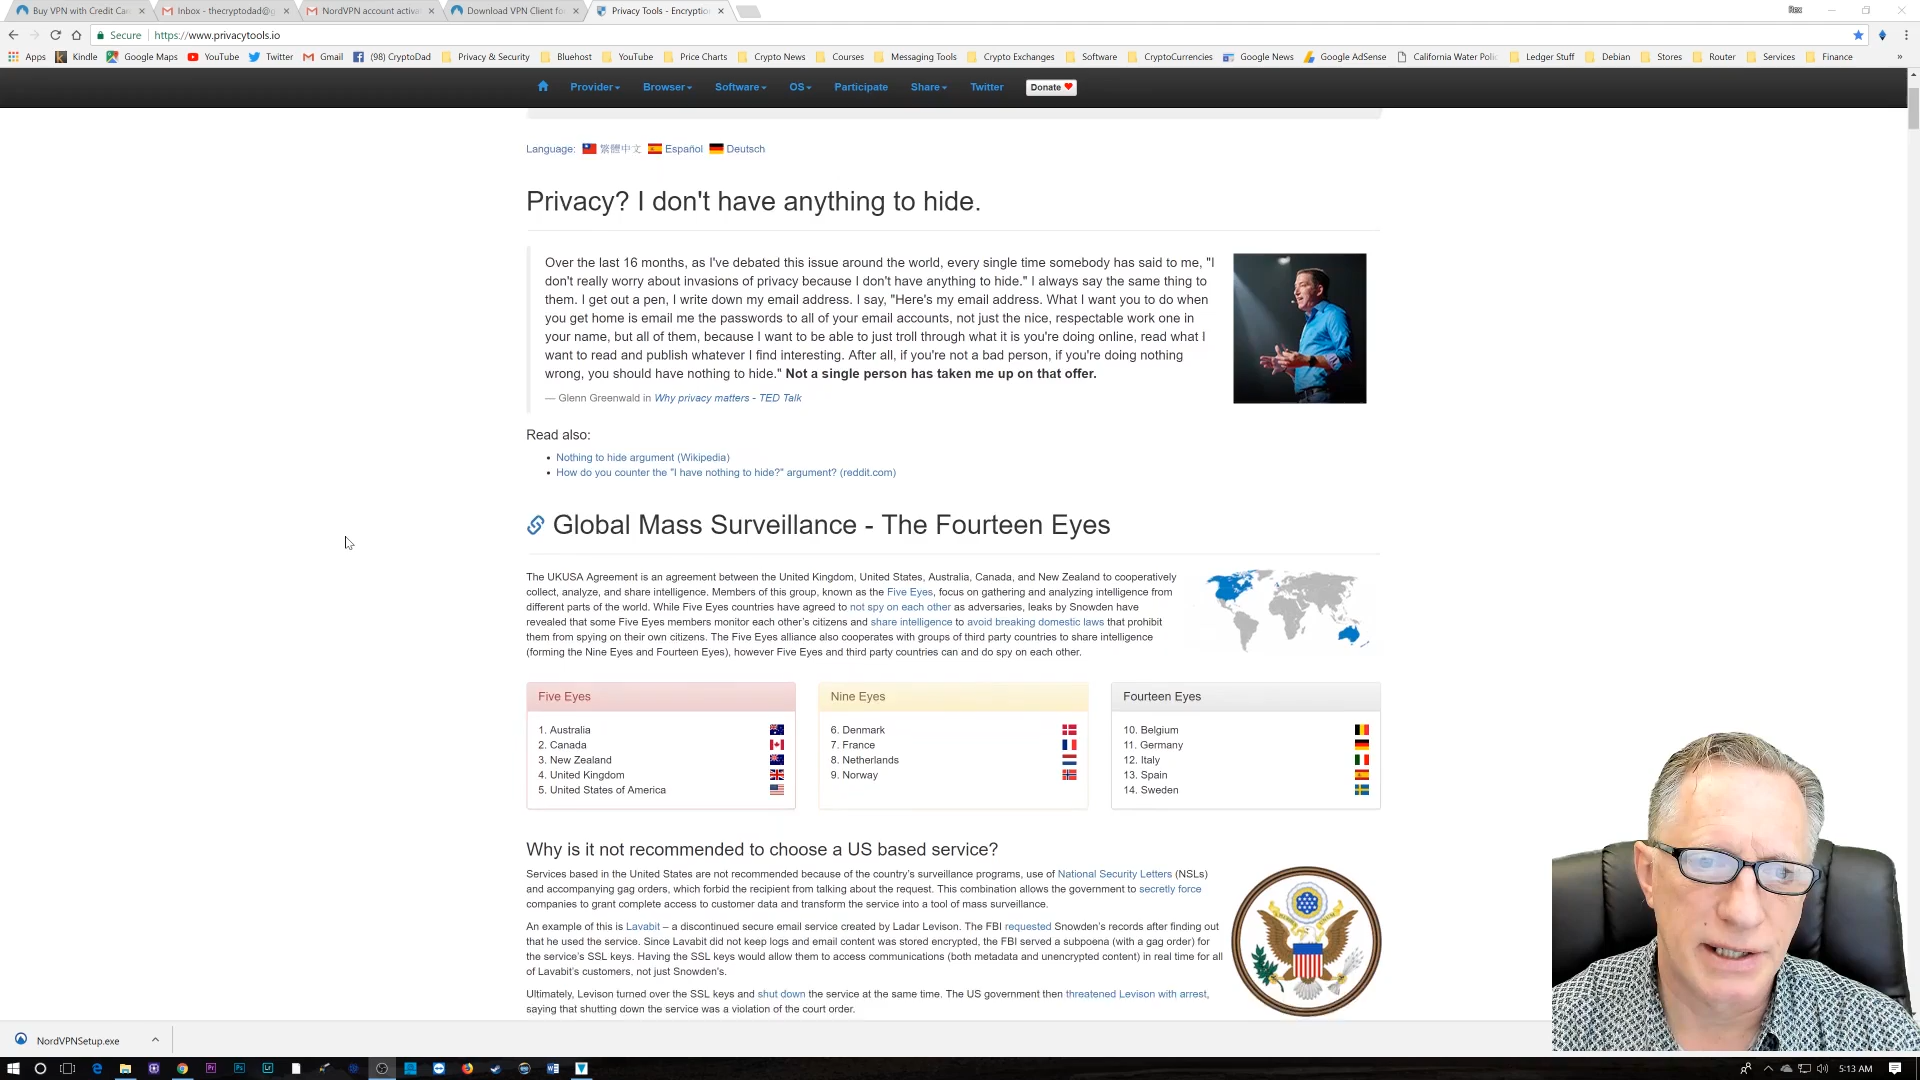 Buy VPN with Credit Ca
Inbox - thecryptodad@g
NordVPN account activa
Download VPN Client fo
Privacy Tools - Encryptio
Secure
https://www.privacytools.io
Apps
Kindle
Google Maps
YouTube
Twitter
Gmail
(98) CryptoDad
Privacy & Security
Bluehost
YouTube
Price Charts
Crypto News
Courses
Messaging Tools
Crypto Exchanges
Software
CryptoCurrencies
Google News
Google AdSense
California Water Polic
Ledger Stuff
Debian
Stores
Router
Services
Finance
Provider
Browser
Software
OS
Participate
Share
Twitter
Donate
Language: 繁體中文 Español Deutsch
Privacy? I don't have anything to hide.
Over the last 16 months, as I've debated this issue around the world, every single time somebody has said to me, "I
don't really worry about invasions of privacy because I don't have anything to hide." I always say the same thing to
them. I get out a pen, I write down my email address. I say, "Here's my email address. What I want you to do when
you get home is email me the passwords to all of your email accounts, not just the nice, respectable work one in
your name, but all of them, because I want to be able to just troll through what it is you're doing online, read what I
want to read and publish whatever I find interesting. After all, if you're not a bad person, if you're doing nothing
wrong, you should have nothing to hide." Not a single person has taken me up on that offer.
— Glenn Greenwald in Why privacy matters - TED Talk
Read also:
• Nothing to hide argument (Wikipedia)
• How do you counter the "I have nothing to hide?" argument? (reddit.com)
Global Mass Surveillance - The Fourteen Eyes
The UKUSA Agreement is an agreement between the United Kingdom, United States, Australia, Canada, and New Zealand to cooperatively
collect, analyze, and share intelligence. Members of this group, known as the Five Eyes, focus on gathering and analyzing intelligence from
different parts of the world. While Five Eyes countries have agreed to not spy on each other as adversaries, leaks by Snowden have
revealed that some Five Eyes members monitor each other's citizens and share intelligence to avoid breaking domestic laws that prohibit
them from spying on their own citizens. The Five Eyes alliance also cooperates with groups of third party countries to share intelligence
(forming the Nine Eyes and Fourteen Eyes), however Five Eyes and third party countries can and do spy on each other.
Five Eyes
1. Australia
2. Canada
3. New Zealand
4. United Kingdom
5. United States of America
Nine Eyes
6. Denmark
7. France
8. Netherlands
9. Norway
Fourteen Eyes
10. Belgium
11. Germany
12. Italy
13. Spain
14. Sweden
Why is it not recommended to choose a US based service?
Services based in the United States are not recommended because of the country's surveillance programs, use of National Security Letters (NSLs)
and accompanying gag orders, which forbid the recipient from talking about the request. This combination allows the government to secretly force
companies to grant complete access to customer data and transform the service into a tool of mass surveillance.
An example of this is Lavabit – a discontinued secure email service created by Ladar Levison. The FBI requested Snowden's records after finding out
that he used the service. Since Lavabit did not keep logs and email content was stored encrypted, the FBI served a subpoena (with a gag order) for
the service's SSL keys. Having the SSL keys would allow them to access communications (both metadata and unencrypted content) in real time for all
of Lavabit's customers, not just Snowden's.
Ultimately, Levison turned over the SSL keys and shut down the service at the same time. The US government then threatened Levison with arrest,
saying that shutting down the service was a violation of the court order.
NordVPNSetup.exe
5:13 AM